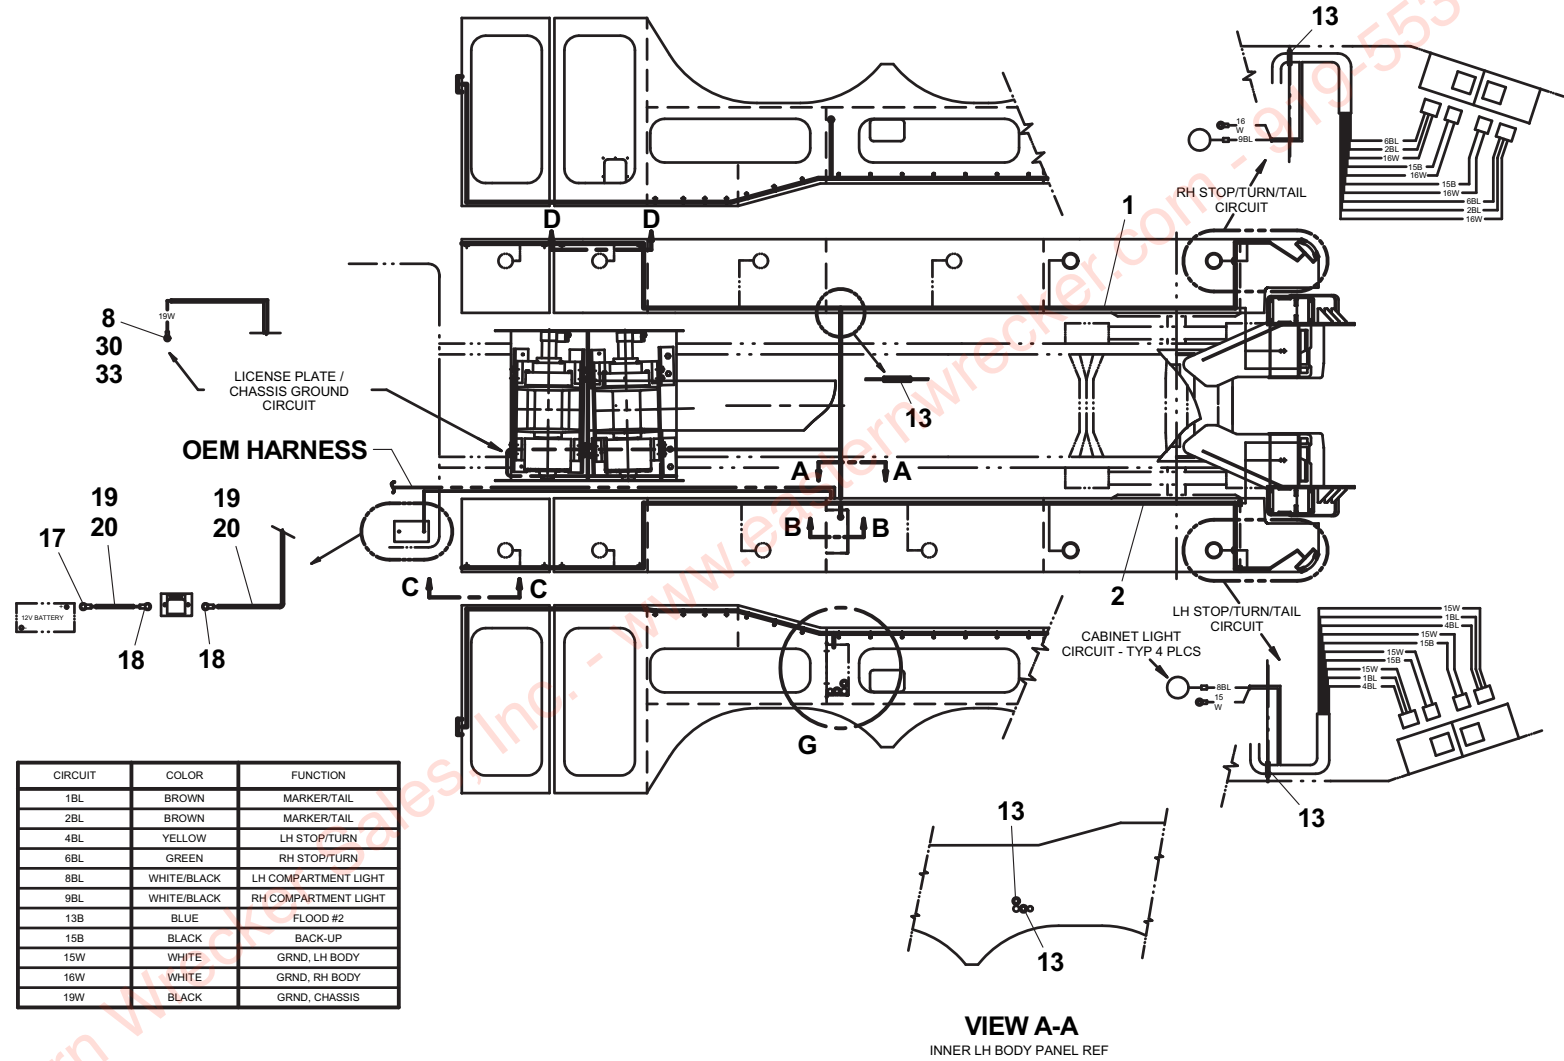 13
16
W
9BL
6BL
2BL
16W
15B
16W
15B
16W
6BL
2BL
16W
RH STOP/TURN/TAIL
CIRCUIT
D D
1
19W
8
30
33
LICENSE PLATE /
CHASSIS GROUND
CIRCUIT
13
OEM HARNESS
A A
B B
19
20
19
20
17
12V BATTERY
+
18
18
C C
2
LH STOP/TURN/TAIL
CIRCUIT
CABINET LIGHT
CIRCUIT - TYP 4 PLCS
8BL
15
W
15W
1BL
4BL
15W
15B
15W
15B
15W
1BL
4BL
13
G
CIRCUIT COLOR FUNCTION
1BL BROWN MARKER/TAIL
2BL BROWN MARKER/TAIL
4BL YELLOW LH STOP/TURN
6BL GREEN RH STOP/TURN
8BL WHITE/BLACK LH COMPARTMENT LIGHT
9BL WHITE/BLACK RH COMPARTMENT LIGHT
13B BLUE FLOOD #2
15B BLACK BACK-UP
15W WHITE GRND, LH BODY
16W WHITE GRND, RH BODY
19W BLACK GRND, CHASSIS
13
13
VIEW A-A
INNER LH BODY PANEL REF
rn Wrecker Sales, Inc. - www.easternwrecker.com - 919-553